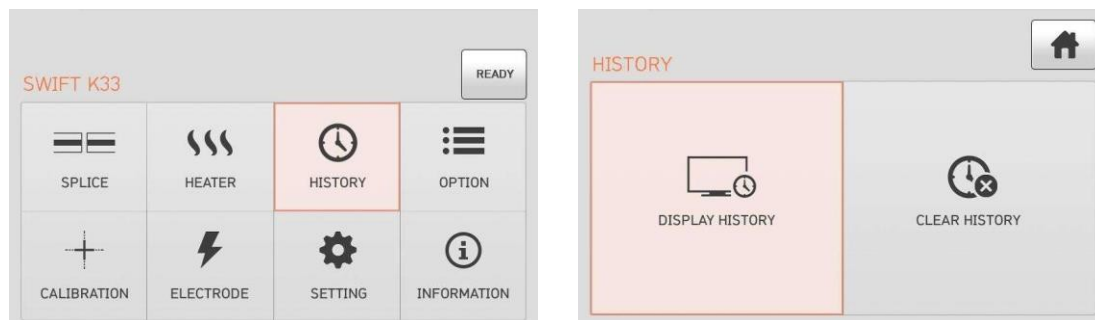 READY
SWIFT K33
SPLICE
HEATER
HISTORY
OPTION
CALIBRATION
ELECTRODE
SETTING
INFORMATION
HISTORY
DISPLAY HISTORY
CLEAR HISTORY